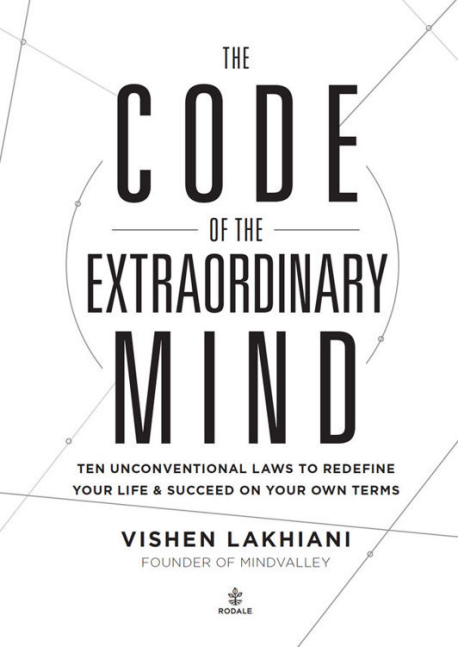 THE
CODE
OF THE
EXTRAORDINARY
MIND
TEN UNCONVENTIONAL LAWS TO REDEFINE
YOUR LIFE & SUCCEED ON YOUR OWN TERMS
VISHEN LAKHIANI
FOUNDER OF MINDVALLEY
RODALE